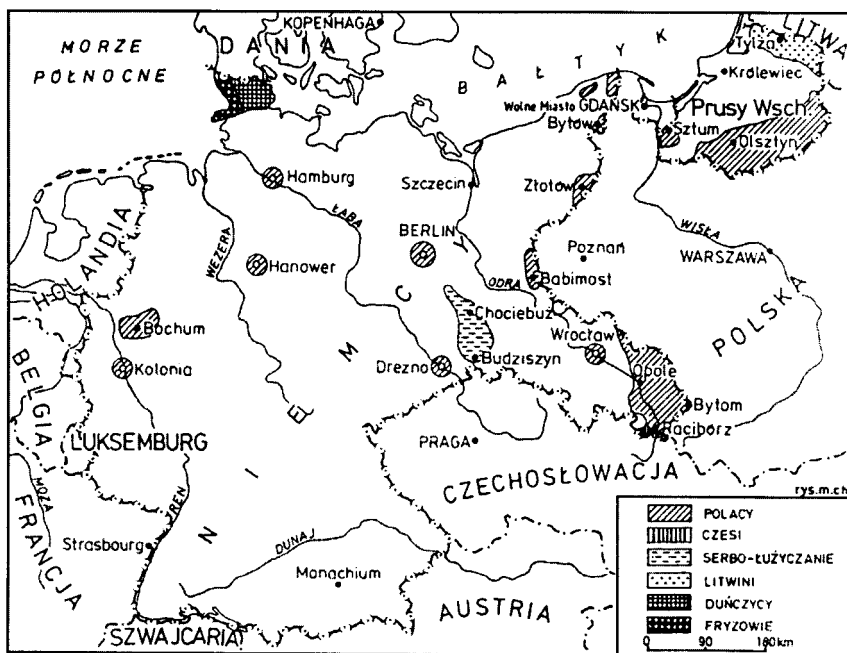 KOPENHAGA
MORZE
PÓŁNOCNE
DANIA
BAŁTYK
LITWA
Tylża
Królewiec
Wolne Miasto GDAŃSK
Prusy Wsch.
Bytów
Sztum
Olsztyn
Hamburg
Szczecin
Złotów
ŁABA
WISŁA
HOLANDIA
WEZERA
BERLIN
Hanower
Poznań
WARSZAWA
ODRA
Babimost
Bochum
Chociebuż
Wrocław
POLSKA
Kolonia
Drezno
Budziszyn
Opole
BELGIA
NIEMCY
Bytom
Racibórz
LUKSEMBURG
PRAGA
CZECHOSŁOWACJA
MOZA
REN
rys.m.ch
FRANCJA
Strasbourg
DUNAJ
Monachium
AUSTRIA
SZWAJCARIA
POLACY
CZESI
SERBO-ŁUŻYCZANIE
LITWINI
DUŃCZYCY
FRYZOWIE
0 90 180km